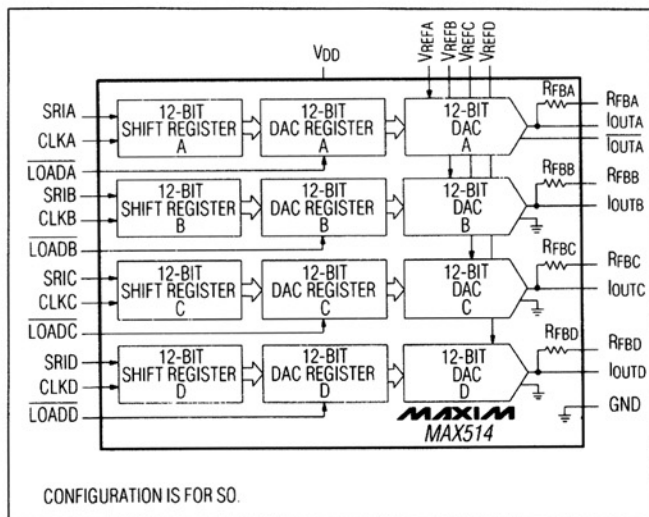 VDD
VREFA
VREFB
VREFC
VREFD
SRIA
CLKA
LOADA
12-BIT
SHIFT REGISTER
A
12-BIT
DAC REGISTER
A
12-BIT
DAC
A
RFBA
RFBA
IOUTA
IOUTA
SRIB
CLKB
LOADB
12-BIT
SHIFT REGISTER
B
12-BIT
DAC REGISTER
B
12-BIT
DAC
B
RFBB
RFBB
IOUTB
SRIC
CLKC
LOADC
12-BIT
SHIFT REGISTER
C
12-BIT
DAC REGISTER
C
12-BIT
DAC
C
RFBC
RFBC
IOUTC
SRID
CLKD
LOADD
12-BIT
SHIFT REGISTER
D
12-BIT
DAC REGISTER
D
12-BIT
DAC
D
RFBD
RFBD
IOUTD
GND
MAXIM
MAX514
CONFIGURATION IS FOR SO.